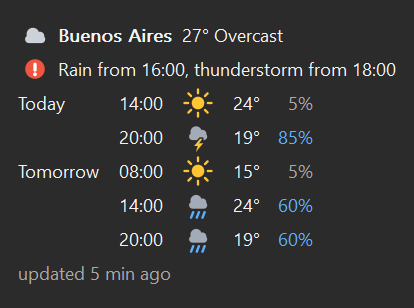 Buenos Aires 27° Overcast
Rain from 16:00, thunderstorm from 18:00
Today 14:00 24° 5%
20:00 19° 85%
Tomorrow 08:00 15° 5%
14:00 24° 60%
20:00 19° 60%
updated 5 min ago